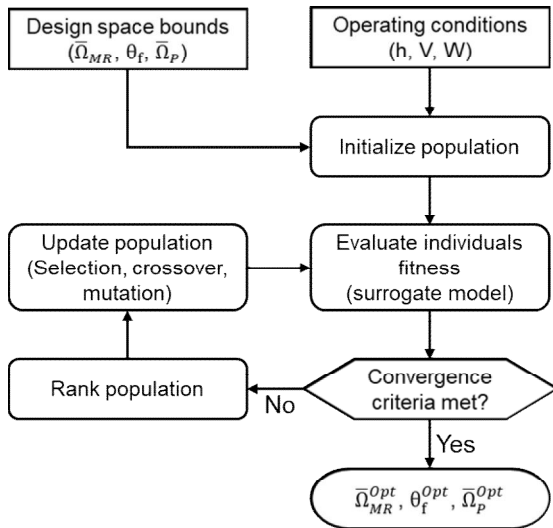 Design space bounds
(Ω̅_MR, θ_f, Ω̅_P)
Operating conditions
(h, V, W)
Initialize population
Update population
(Selection, crossover,
mutation)
Evaluate individuals
fitness
(surrogate model)
Rank population
No
Convergence
criteria met?
Yes
Ω̅_MR^Opt, θ_f^Opt, Ω̅_P^Opt